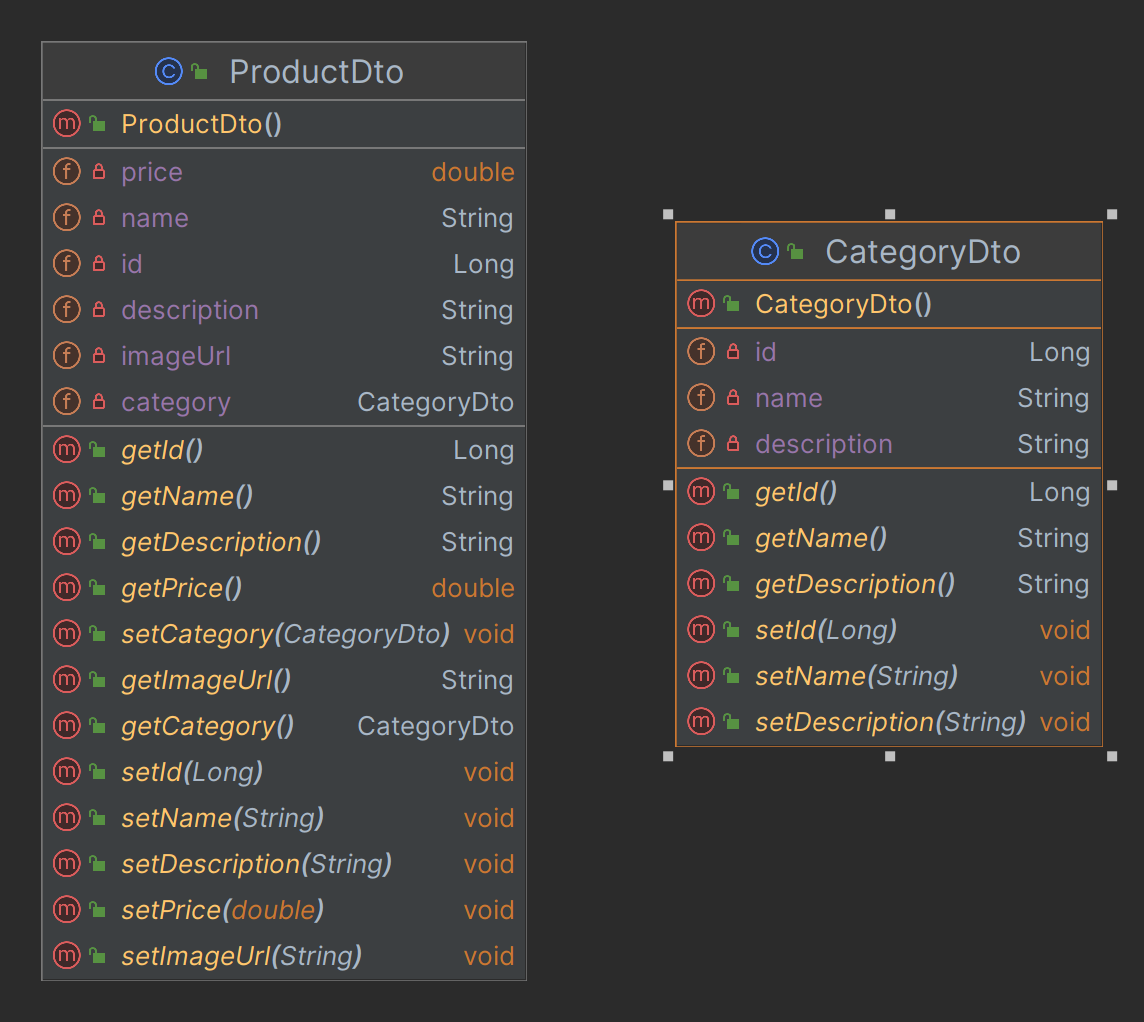 ProductDto
ProductDto()
price double
name String
id Long
description String
imageUrl String
category CategoryDto
getId() Long
getName() String
getDescription() String
getPrice() double
setCategory(CategoryDto) void
getImageUrl() String
getCategory() CategoryDto
setId(Long) void
setName(String) void
setDescription(String) void
setPrice(double) void
setImageUrl(String) void
CategoryDto
CategoryDto()
id Long
name String
description String
getId() Long
getName() String
getDescription() String
setId(Long) void
setName(String) void
setDescription(String) void